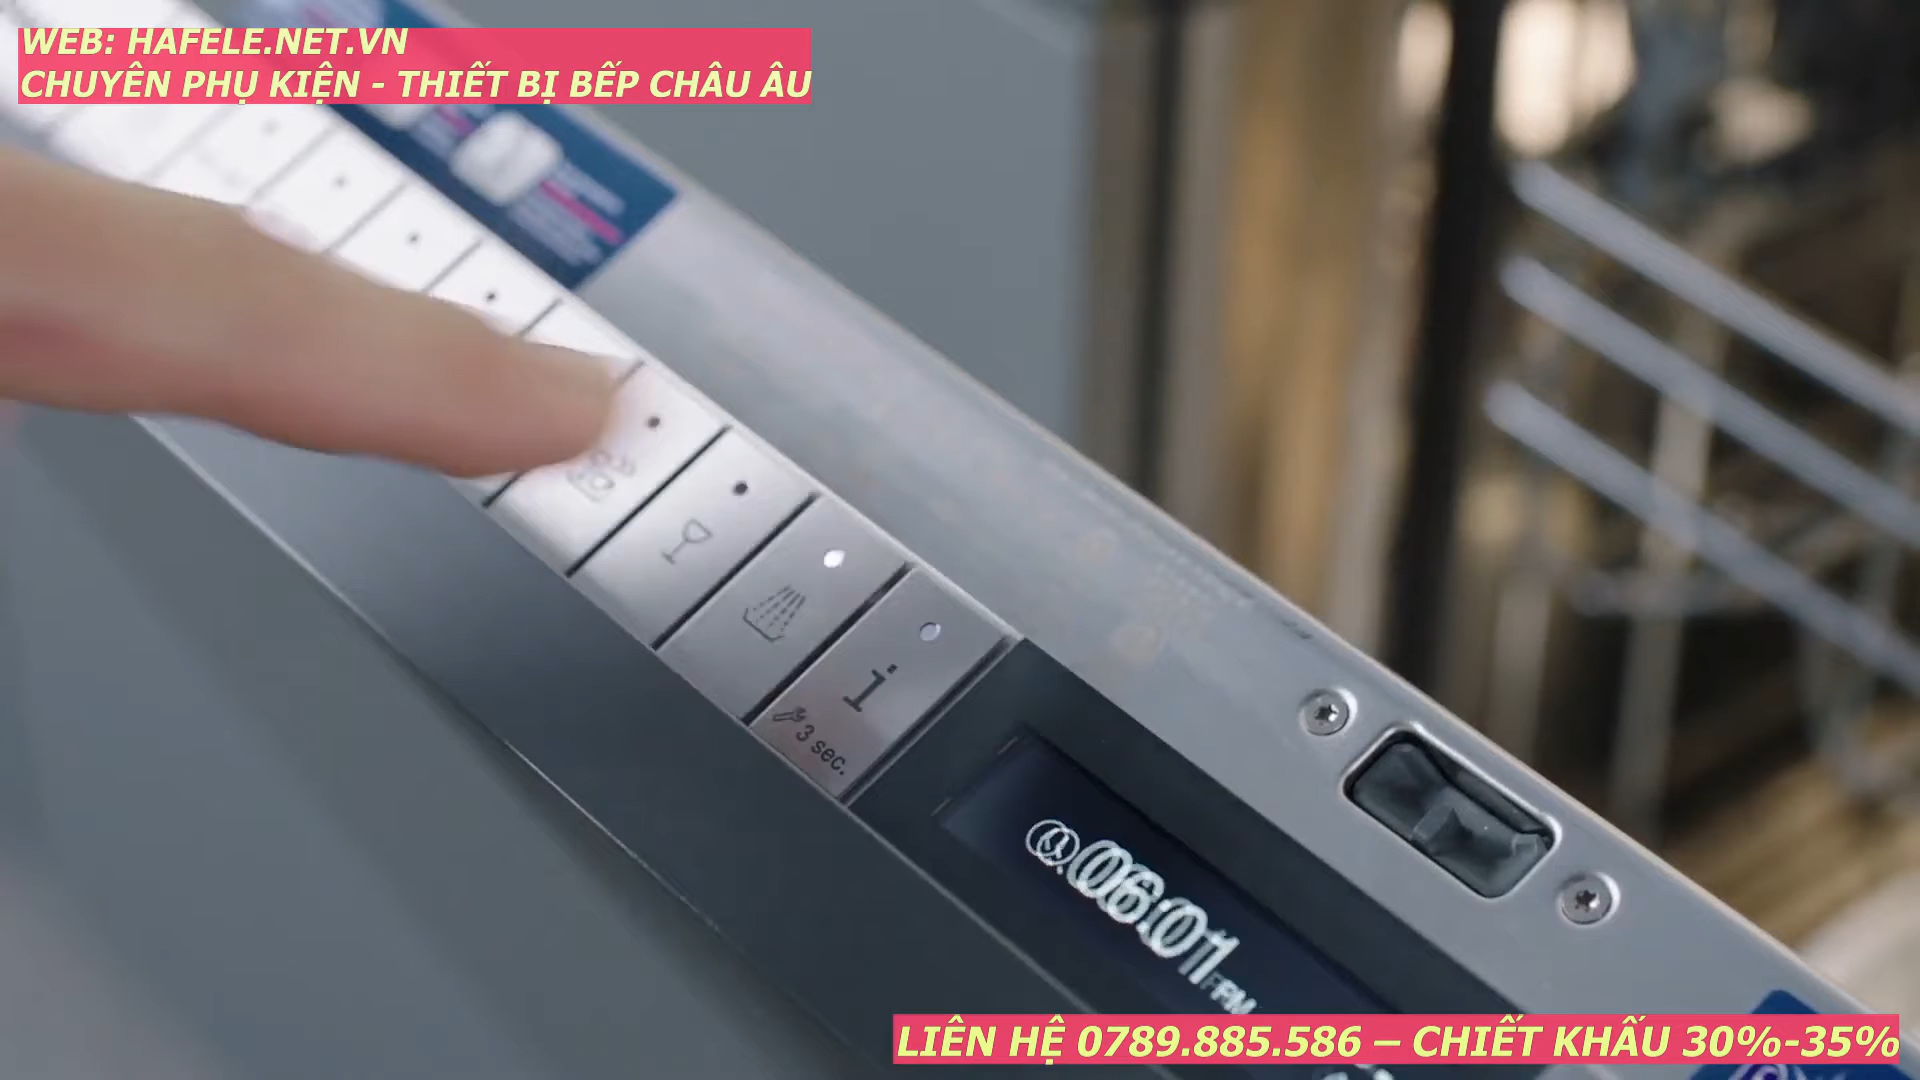 WEB: HAFELE.NET.VN
CHUYÊN PHỤ KIỆN - THIẾT BỊ BẾP CHÂU ÂU
i
3 sec.
06:01
PM
LIÊN HỆ 0789.885.586 – CHIẾT KHẤU 30%-35%